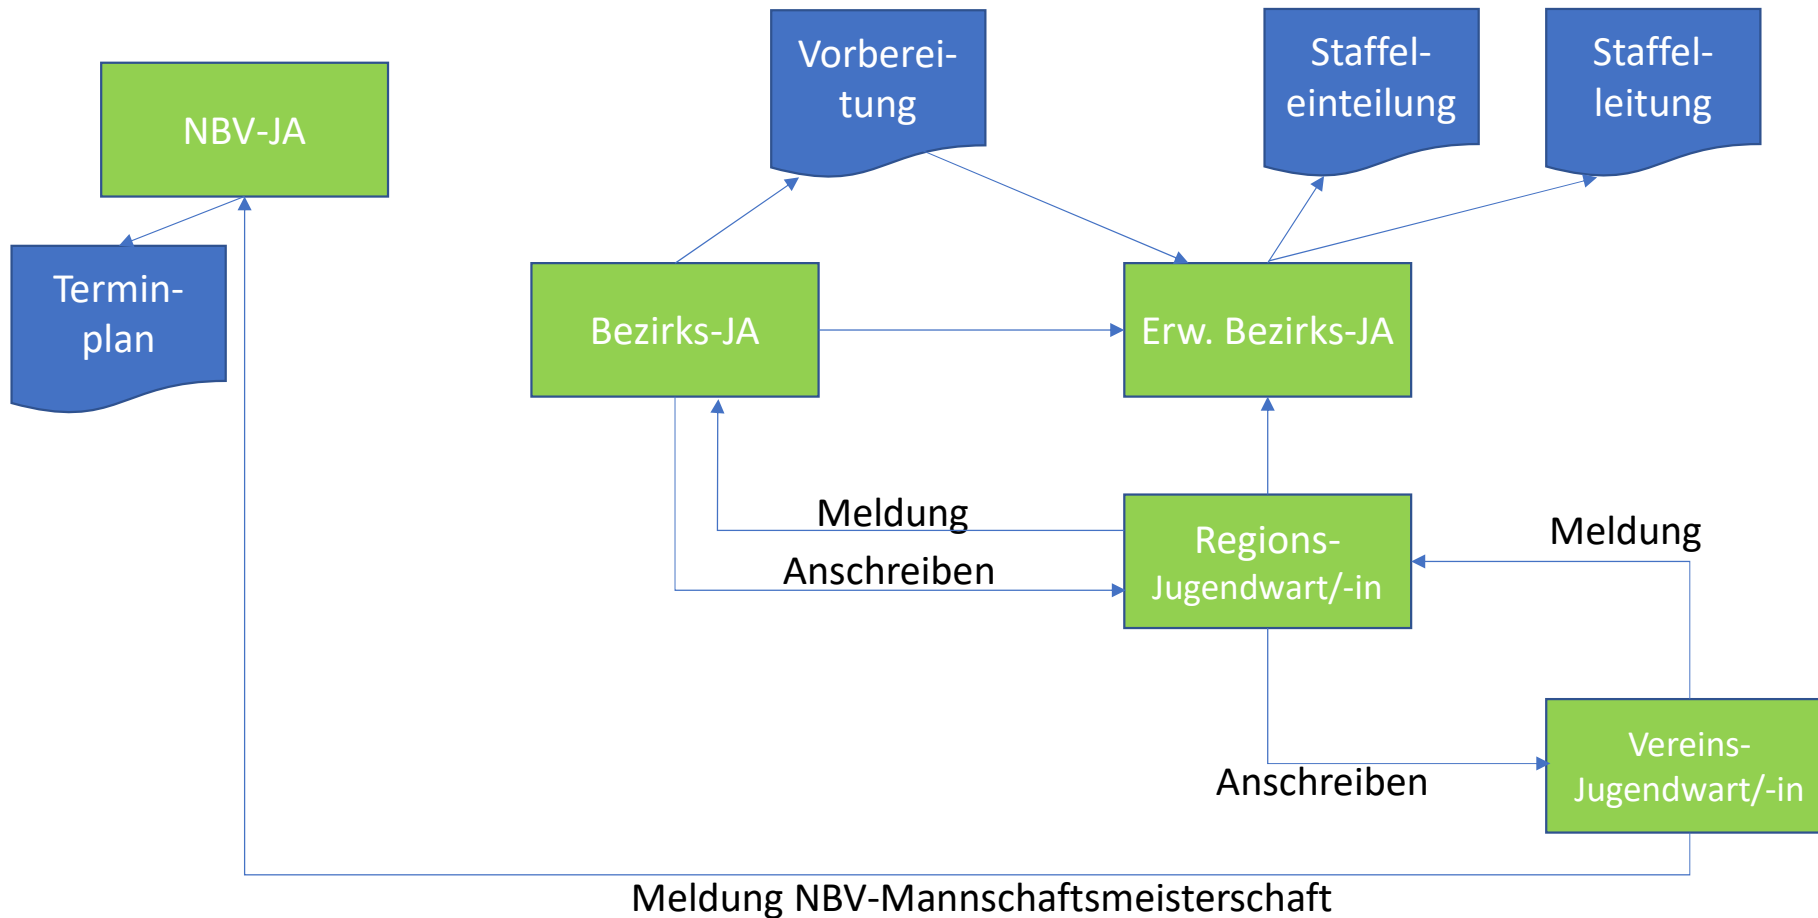 NBV-JA
Termin-
plan
Vorberei-
tung
Staffel-
einteilung
Staffel-
leitung
Bezirks-JA
Erw. Bezirks-JA
Meldung
Anschreiben
Regions-
Jugendwart/-in
Meldung
Anschreiben
Vereins-
Jugendwart/-in
Meldung NBV-Mannschaftsmeisterschaft